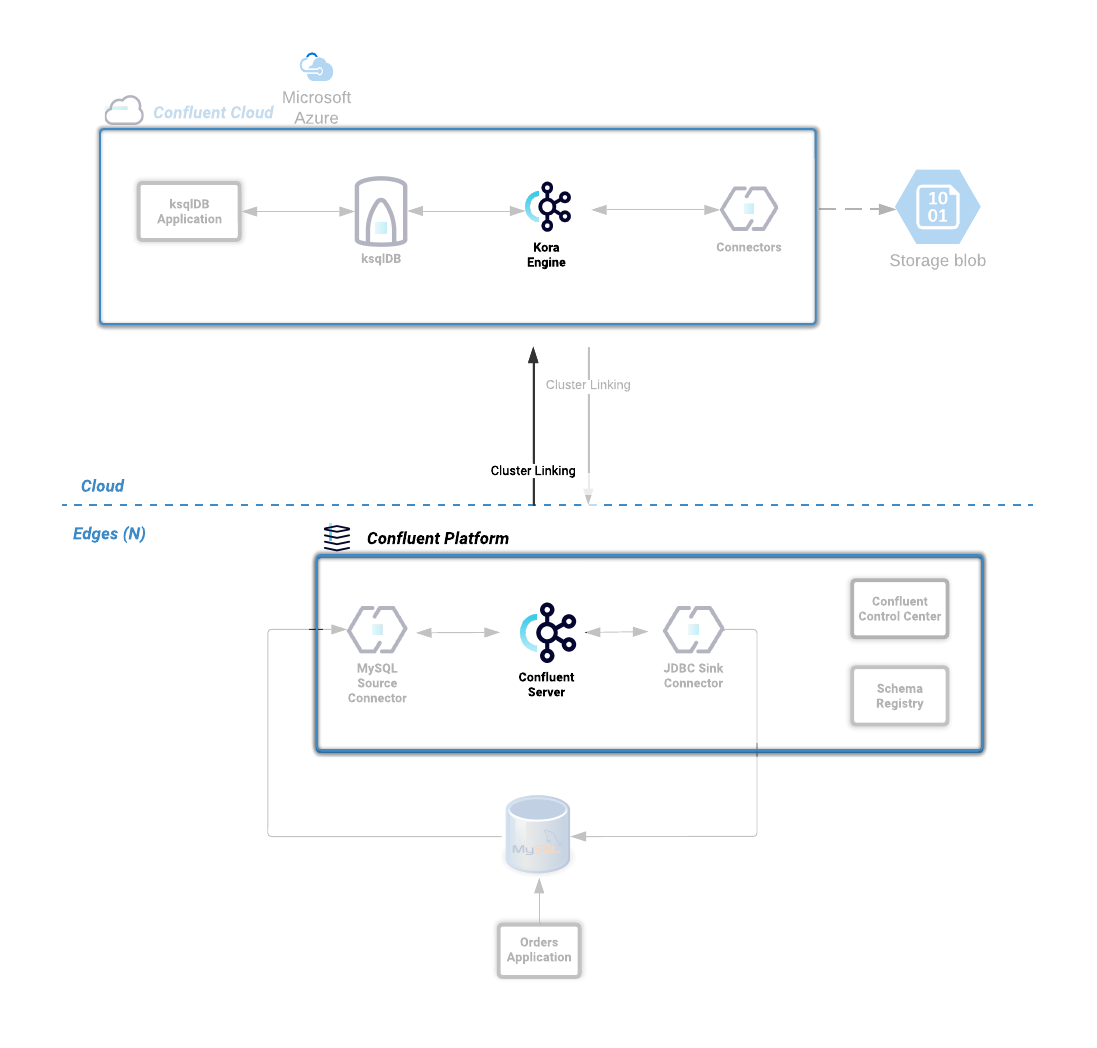 Microsoft
Azure
Confluent Cloud
ksqlDB
Application
ksqlDB
Kora
Engine
Connectors
10
01
Storage blob
Cluster Linking
Cluster Linking
Cloud
Edges (N)
Confluent Platform
MySQL
Source
Connector
Confluent
Server
JDBC Sink
Connector
Confluent
Control Center
Schema
Registry
MySQL
Orders
Application